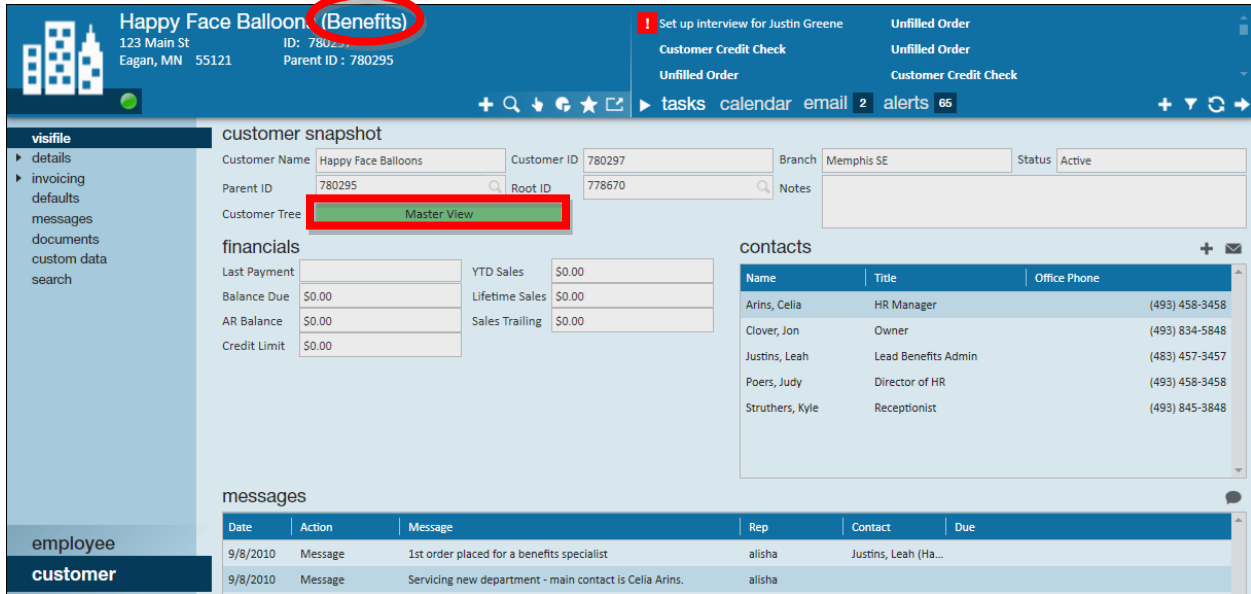 Happy Face Balloons (Benefits)
123 Main St ID: 780297
Eagan, MN 55121 Parent ID : 780295
! Set up interview for Justin Greene Unfilled Order
Customer Credit Check Unfilled Order
Unfilled Order Customer Credit Check
tasks calendar email 2 alerts 65
visifile
details
invoicing
defaults
messages
documents
custom data
search
employee
customer
customer snapshot
Customer Name Happy Face Balloons Customer ID 780297 Branch Memphis SE Status Active
Parent ID 780295 Root ID 778670 Notes
Customer Tree Master View
financials
Last Payment YTD Sales $0.00
Balance Due $0.00 Lifetime Sales $0.00
AR Balance $0.00 Sales Trailing $0.00
Credit Limit $0.00
contacts
Name Title Office Phone
Arins, Celia HR Manager (493) 458-3458
Clover, Jon Owner (493) 834-5848
Justins, Leah Lead Benefits Admin (483) 457-3457
Poers, Judy Director of HR (493) 458-3458
Struthers, Kyle Receptionist (493) 845-3848
messages
Date Action Message Rep Contact Due
9/8/2010 Message 1st order placed for a benefits specialist alisha Justins, Leah (Ha...
9/8/2010 Message Servicing new department - main contact is Celia Arins. alisha